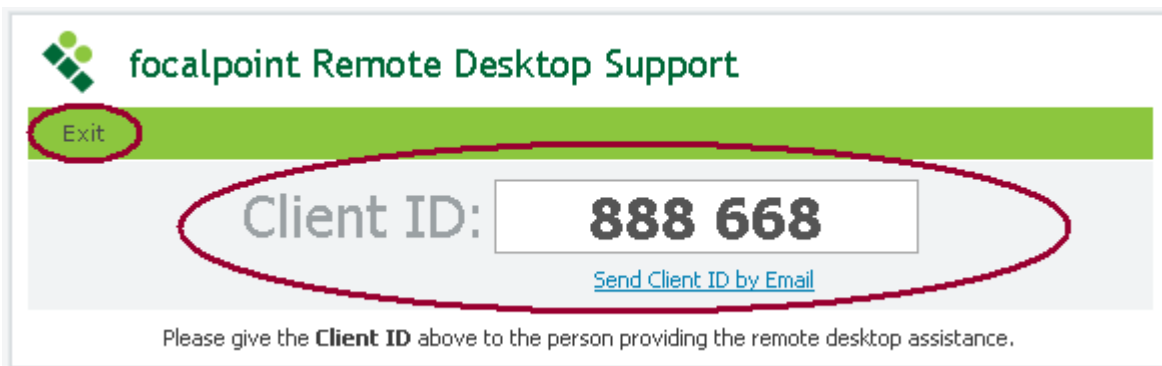 focalpoint Remote Desktop Support
Exit
Client ID: 888 668
Send Client ID by Email
Please give the Client ID above to the person providing the remote desktop assistance.